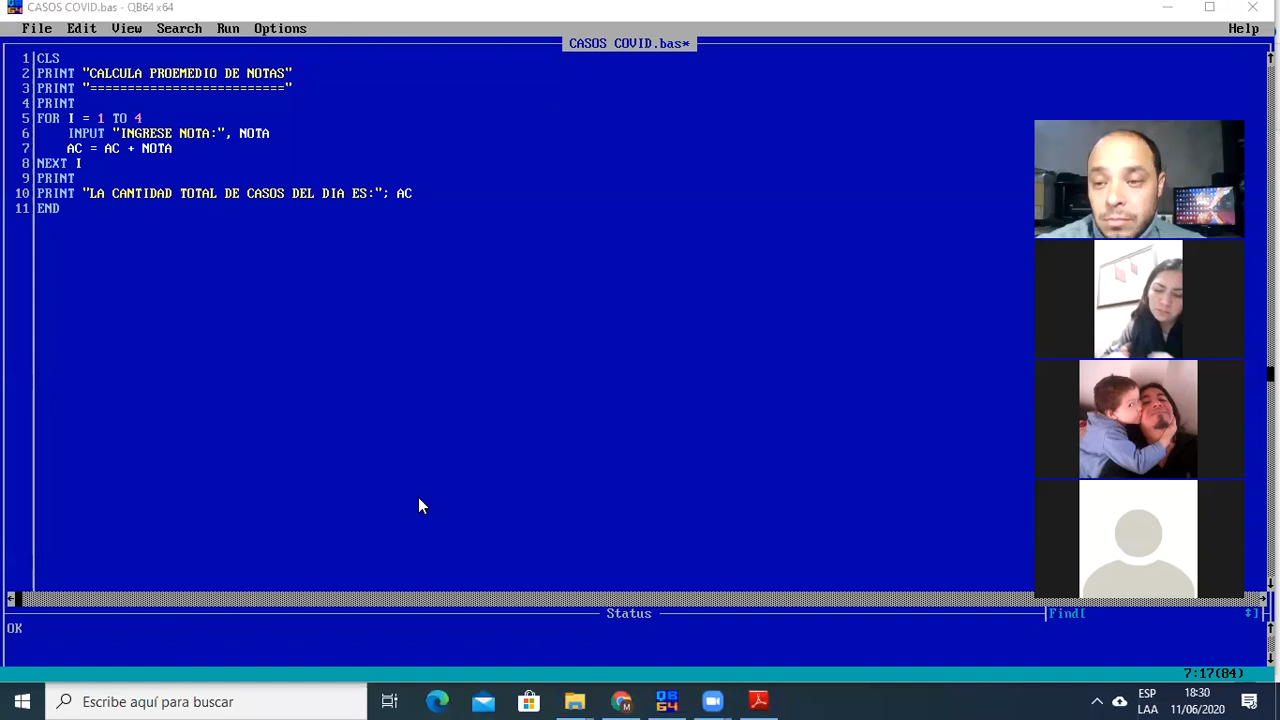 CASOS COVID.bas - QB64 x64
File Edit View Search Run Options Help
CASOS COVID.bas*
1 CLS
2 PRINT "CALCULA PROEMEDIO DE NOTAS"
3 PRINT "=========================="
4 PRINT
5 FOR I = 1 TO 4
6 INPUT "INGRESE NOTA:", NOTA
7 AC = AC + NOTA
8 NEXT I
9 PRINT
10 PRINT "LA CANTIDAD TOTAL DE CASOS DEL DIA ES:"; AC
11 END
Status
Find[ ]
OK
7:17(84)
Escribe aquí para buscar
ESP 18:30
LAA 11/06/2020